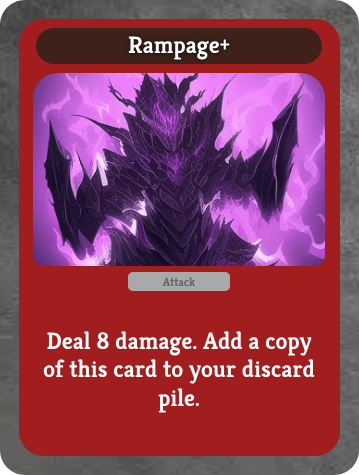 Rampage+
Attack
Deal 8 damage. Add a copy
of this card to your discard
pile.